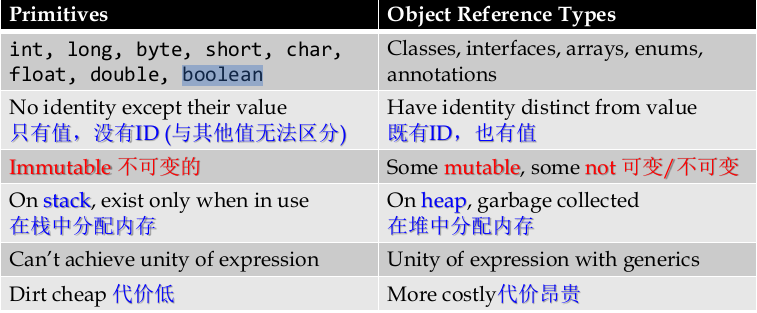 Primitives
Object Reference Types
int, long, byte, short, char,
float, double, boolean
Classes, interfaces, arrays, enums,
annotations
No identity except their value
只有值，没有ID (与其他值无法区分)
Have identity distinct from value
既有ID，也有值
Immutable 不可变的
Some mutable, some not 可变/不可变
On stack, exist only when in use
在栈中分配内存
On heap, garbage collected
在堆中分配内存
Can't achieve unity of expression
Unity of expression with generics
Dirt cheap 代价低
More costly代价昂贵